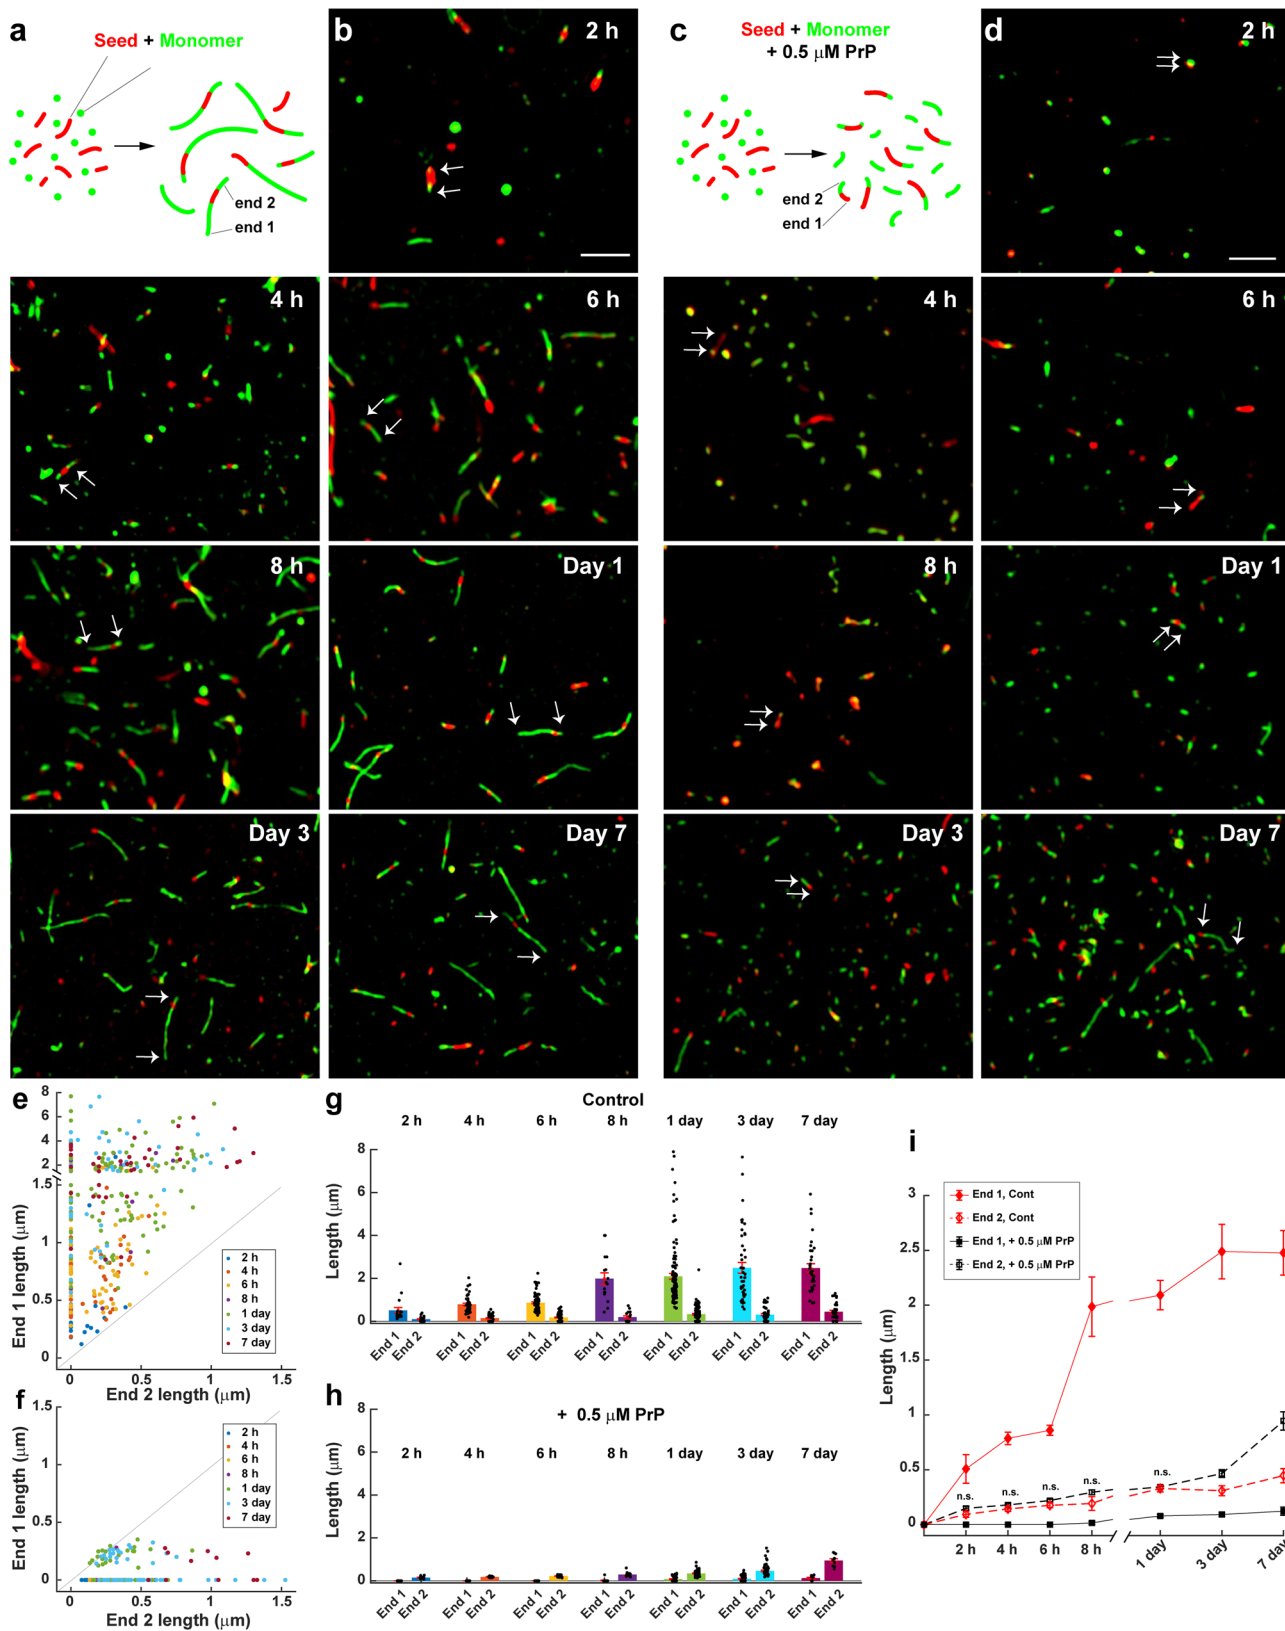 a
Seed + Monomer
end 2
end 1
b
2 h
c
Seed + Monomer
+ 0.5 μM PrP
end 2
end 1
d
2 h
4 h
6 h
4 h
6 h
8 h
Day 1
8 h
Day 1
Day 3
Day 7
Day 3
Day 7
e
End 1 length (μm)
8
6
4
2
1.5
1
0.5
0
2 h
4 h
6 h
8 h
1 day
3 day
7 day
0 0.5 1 1.5
End 2 length (μm)
f
End 1 length (μm)
1.5
1
0.5
0
2 h
4 h
6 h
8 h
1 day
3 day
7 day
0 0.5 1 1.5
End 2 length (μm)
g
Control
2 h 4 h 6 h 8 h 1 day 3 day 7 day
Length (μm)
8
6
4
2
0
End 1 End 2 End 1 End 2 End 1 End 2 End 1 End 2 End 1 End 2 End 1 End 2 End 1 End 2
h
+ 0.5 μM PrP
2 h 4 h 6 h 8 h 1 day 3 day 7 day
Length (μm)
8
6
4
2
0
End 1 End 2 End 1 End 2 End 1 End 2 End 1 End 2 End 1 End 2 End 1 End 2 End 1 End 2
i
End 1, Cont
End 2, Cont
End 1, + 0.5 μM PrP
End 2, + 0.5 μM PrP
Length (μm)
3
2.5
2
1.5
1
0.5
0
n.s. n.s. n.s. n.s. n.s.
2 h 4 h 6 h 8 h 1 day 3 day 7 day